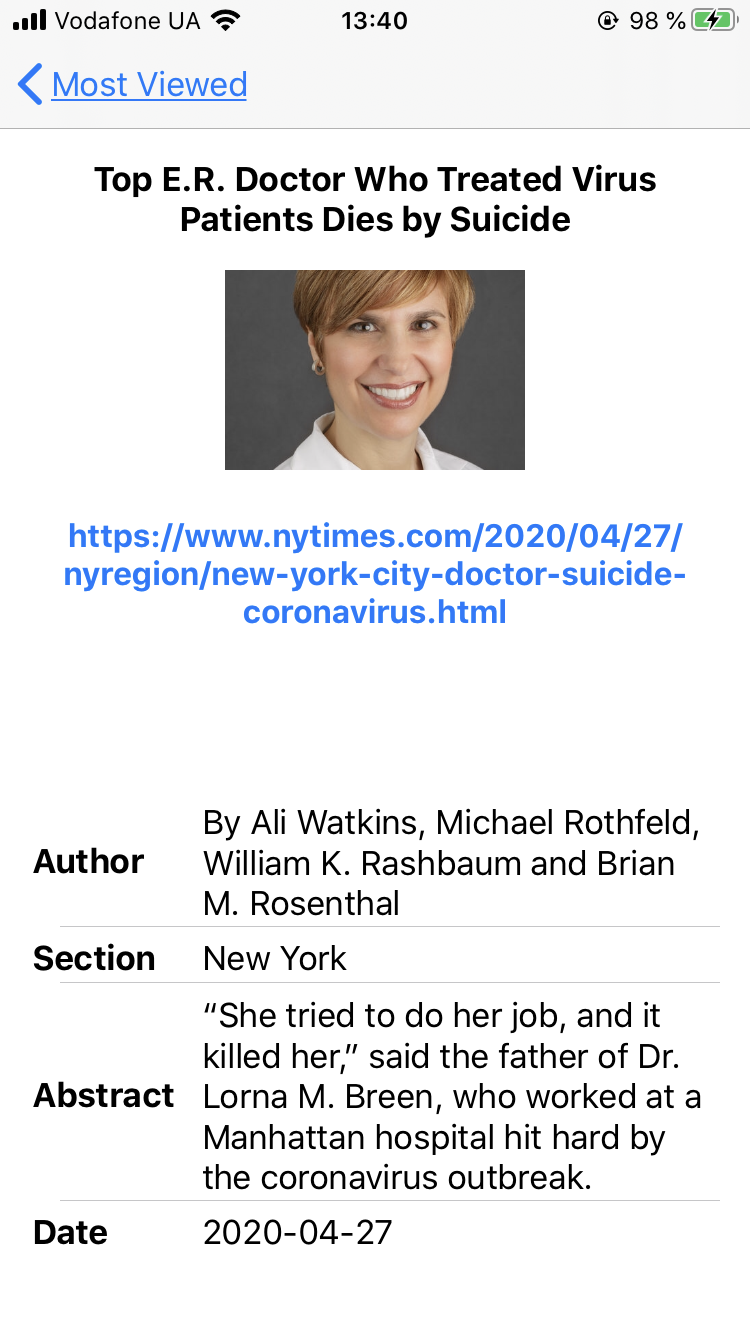 Vodafone UA 13:40 98 %
Most Viewed
Top E.R. Doctor Who Treated Virus
Patients Dies by Suicide
https://www.nytimes.com/2020/04/27/
nyregion/new-york-city-doctor-suicide-
coronavirus.html
Author
By Ali Watkins, Michael Rothfeld,
William K. Rashbaum and Brian
M. Rosenthal
Section
New York
Abstract
“She tried to do her job, and it
killed her,” said the father of Dr.
Lorna M. Breen, who worked at a
Manhattan hospital hit hard by
the coronavirus outbreak.
Date
2020-04-27